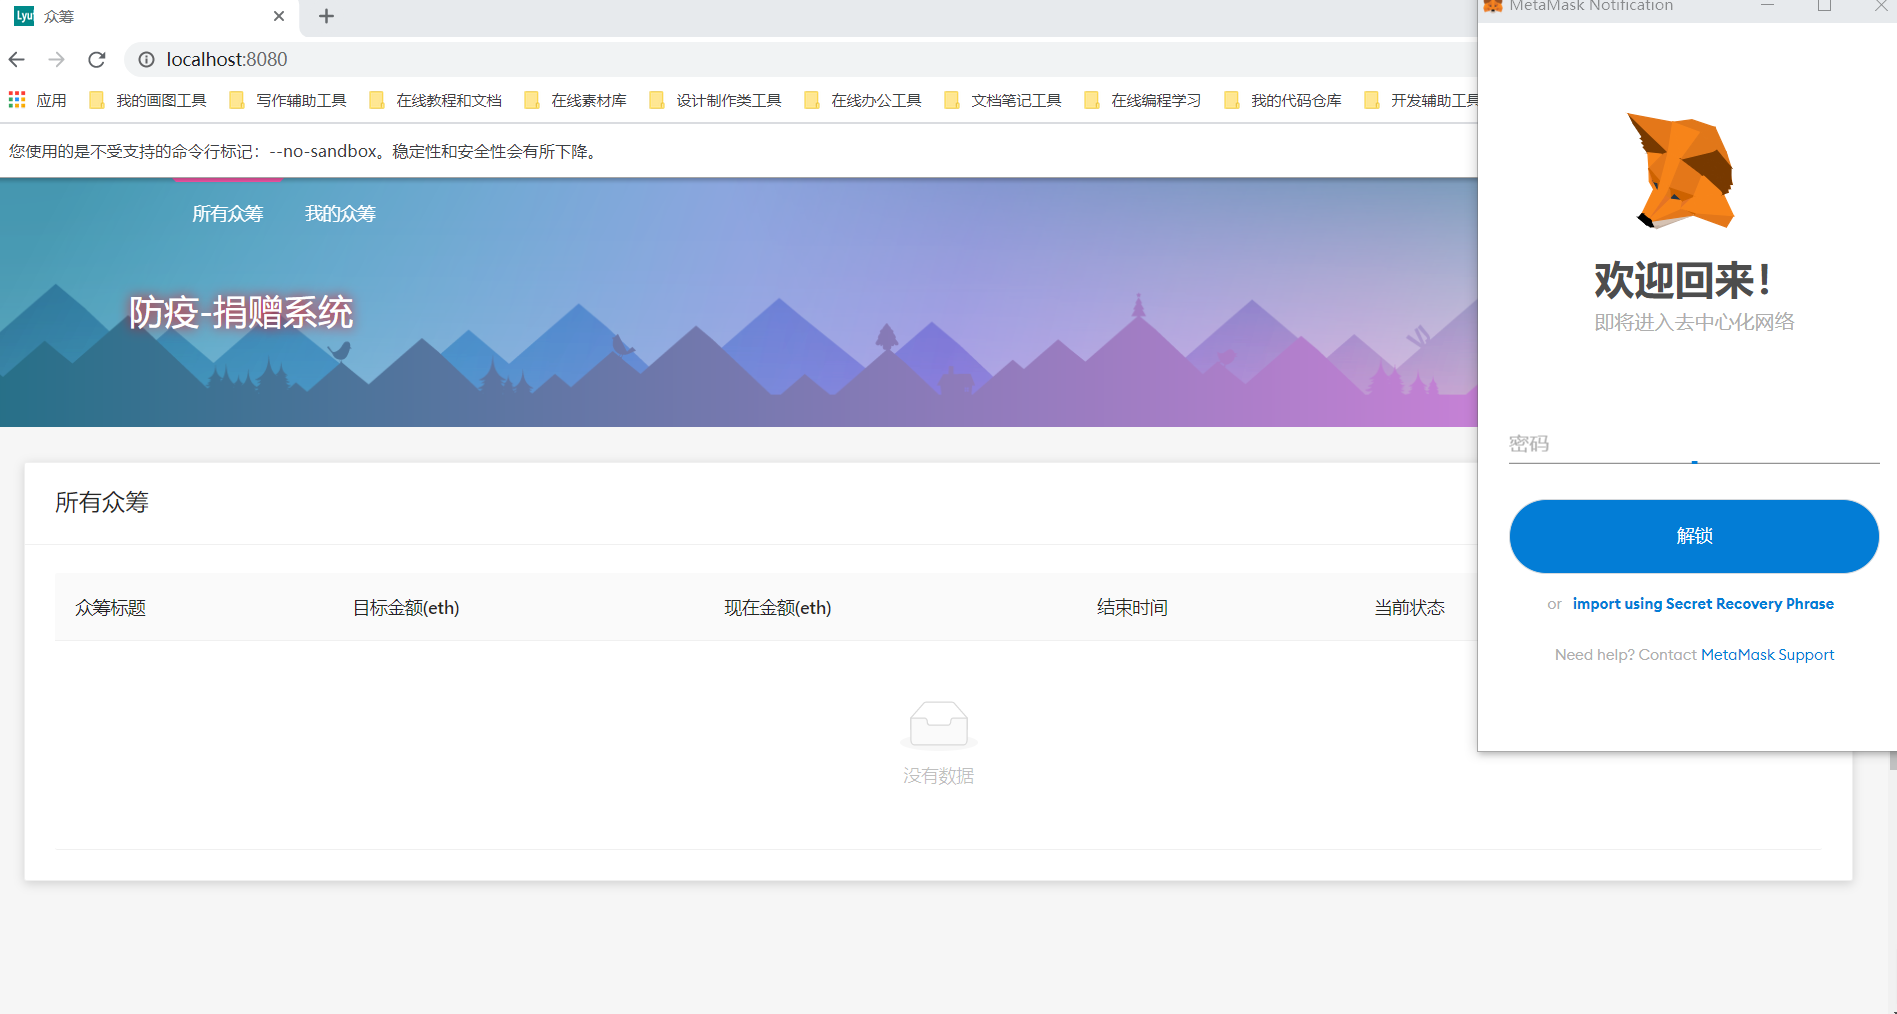 Lyu
众筹
MetaMask Notification
localhost:8080
应用
我的画图工具
写作辅助工具
在线教程和文档
在线素材库
设计制作类工具
在线办公工具
文档笔记工具
在线编程学习
我的代码仓库
开发辅助工具
您使用的是不受支持的命令行标记：--no-sandbox。稳定性和安全性会有所下降。
所有众筹
我的众筹
防疫-捐赠系统
所有众筹
众筹标题
目标金额(eth)
现在金额(eth)
结束时间
当前状态
没有数据
欢迎回来！
即将进入去中心化网络
密码
解锁
or import using Secret Recovery Phrase
Need help? Contact MetaMask Support